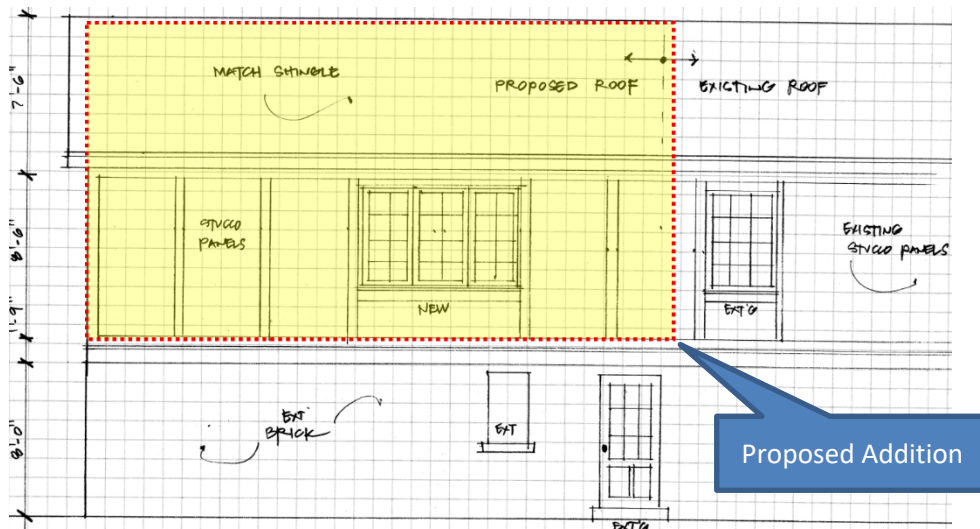 7'-6"
MATCH SHINGLE
PROPOSED ROOF
EXISTING ROOF
8'-6"
STUCCO
PANELS
EXISTING
STUCCO PANELS
NEW
EXT'G
1'-9"
EXT'
BRICK
EXT
8'-0"
EXT'G
Proposed Addition